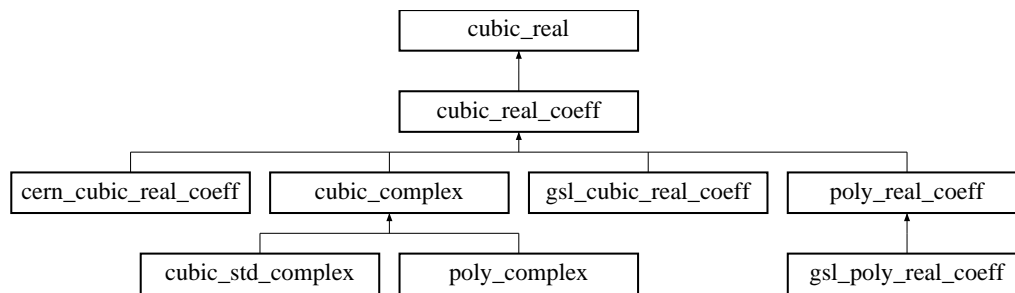 cubic_real
cubic_real_coeff
cern_cubic_real_coeff
cubic_complex
gsl_cubic_real_coeff
poly_real_coeff
cubic_std_complex
poly_complex
gsl_poly_real_coeff